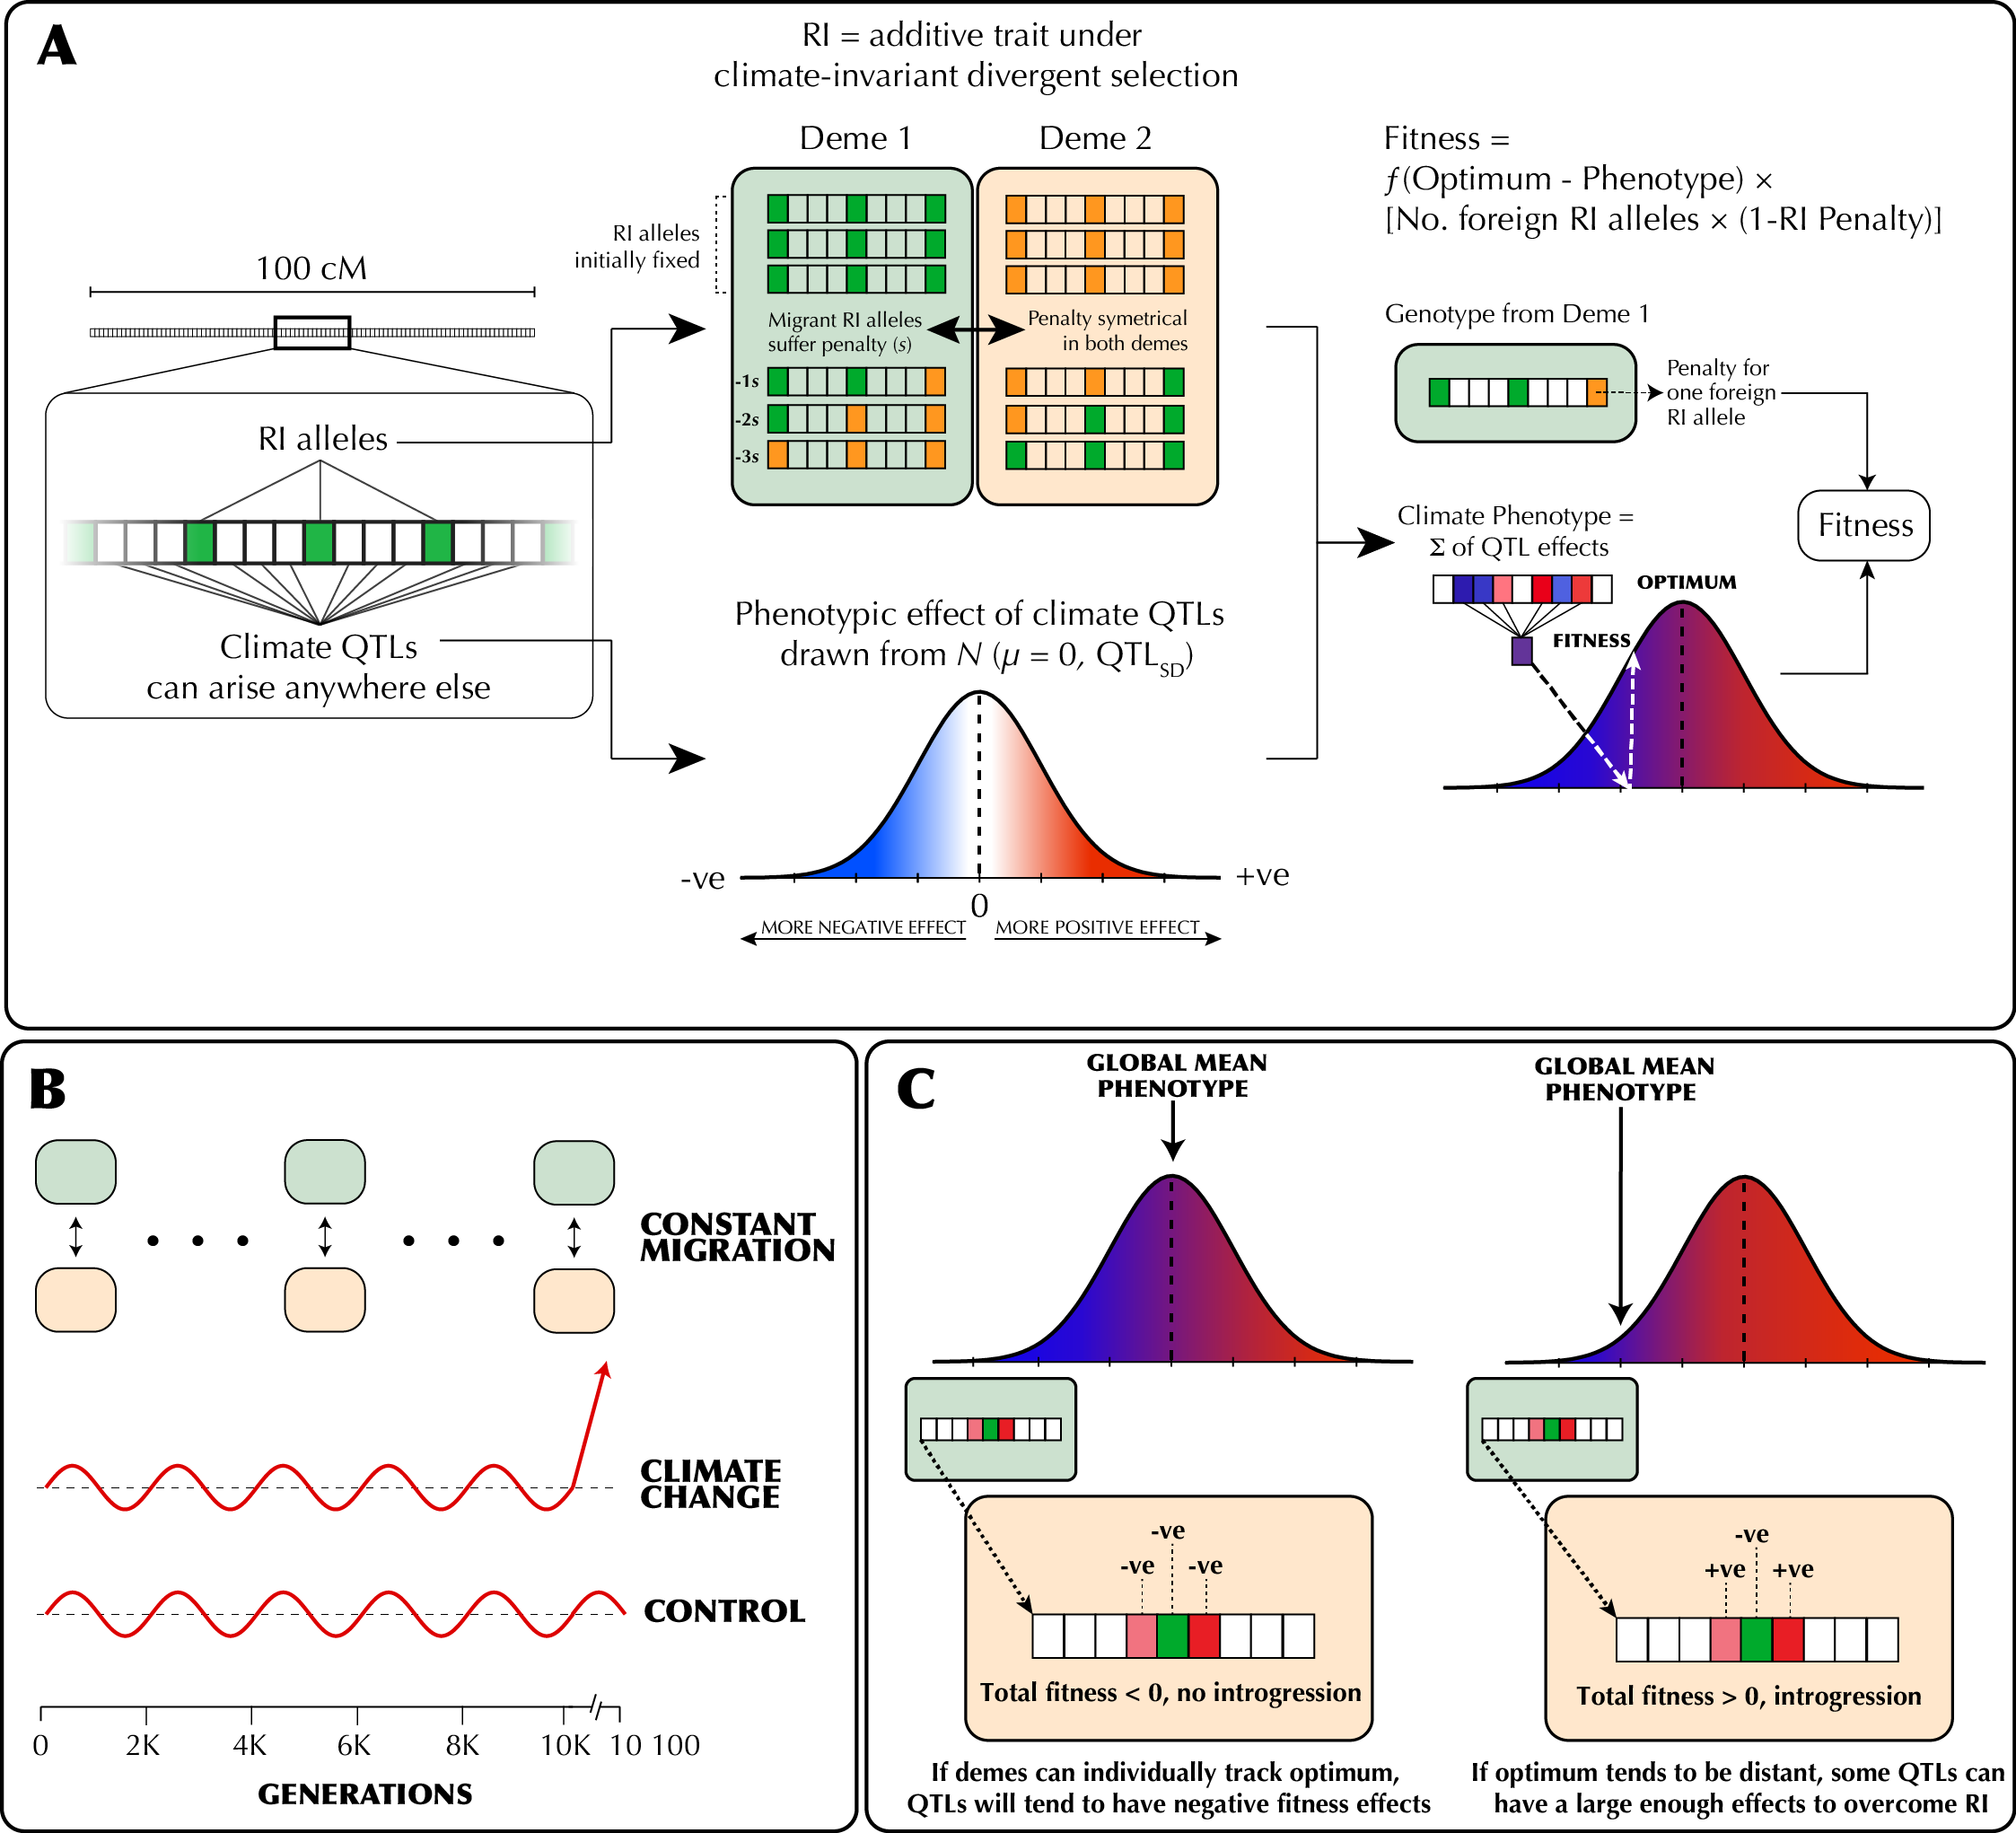 A
RI = additive trait under
climate-invariant divergent selection
Deme 1
Deme 2
RI alleles
initially fixed
Migrant RI alleles
suffer penalty (s)
Penalty symetrical
in both demes
-1s
-2s
-3s
100 cM
RI alleles
Climate QTLs
can arise anywhere else
Phenotypic effect of climate QTLs
drawn from N (μ = 0, QTLSD)
-ve
+ve
0
MORE NEGATIVE EFFECT
MORE POSITIVE EFFECT
Fitness =
f(Optimum - Phenotype) ×
[No. foreign RI alleles × (1-RI Penalty)]
Genotype from Deme 1
Penalty for
one foreign
RI allele
Climate Phenotype =
Σ of QTL effects
OPTIMUM
FITNESS
Fitness
B
CONSTANT
MIGRATION
CLIMATE
CHANGE
CONTROL
0 2K 4K 6K 8K 10K 10 100
GENERATIONS
C
GLOBAL MEAN
PHENOTYPE
-ve
-ve -ve
Total fitness < 0, no introgression
If demes can individually track optimum,
QTLs will tend to have negative fitness effects
GLOBAL MEAN
PHENOTYPE
-ve
+ve +ve
Total fitness > 0, introgression
If optimum tends to be distant, some QTLs can
have a large enough effects to overcome RI